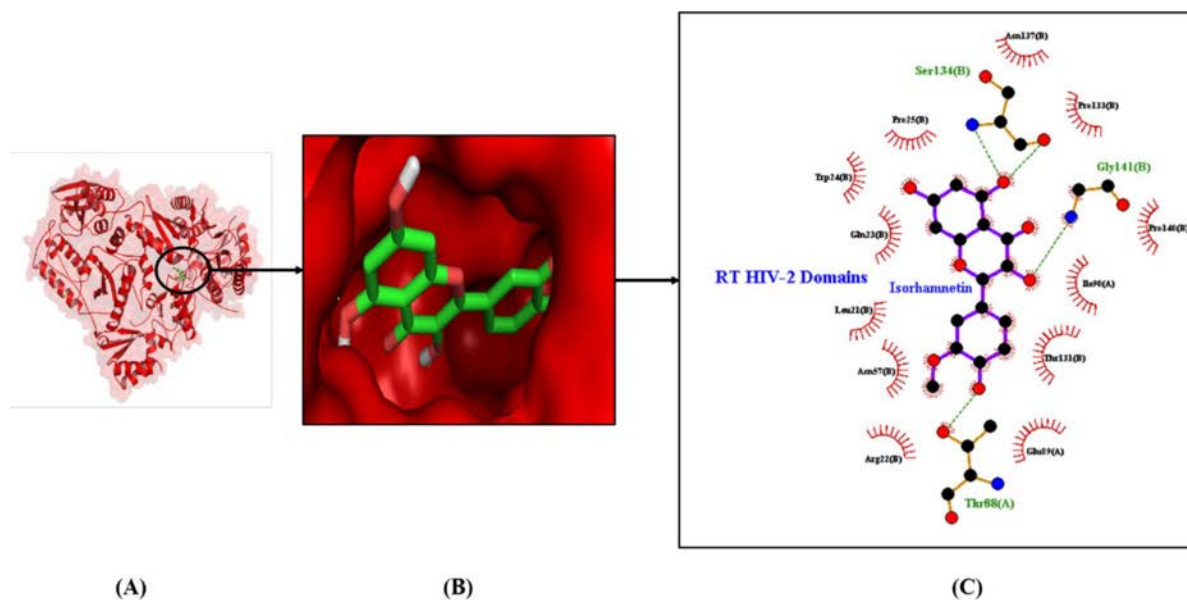 Asn137(B)
Ser134(B)
Pro133(B)
Pro25(B)
Gly141(B)
Trp24(B)
Pro140(B)
Gln23(B)
RT HIV-2 Domains
Isorhamnetin
Ile90(A)
Leu21(B)
Thr131(B)
Asn57(B)
Arg22(B)
Glu89(A)
Thr88(A)
(A)
(B)
(C)